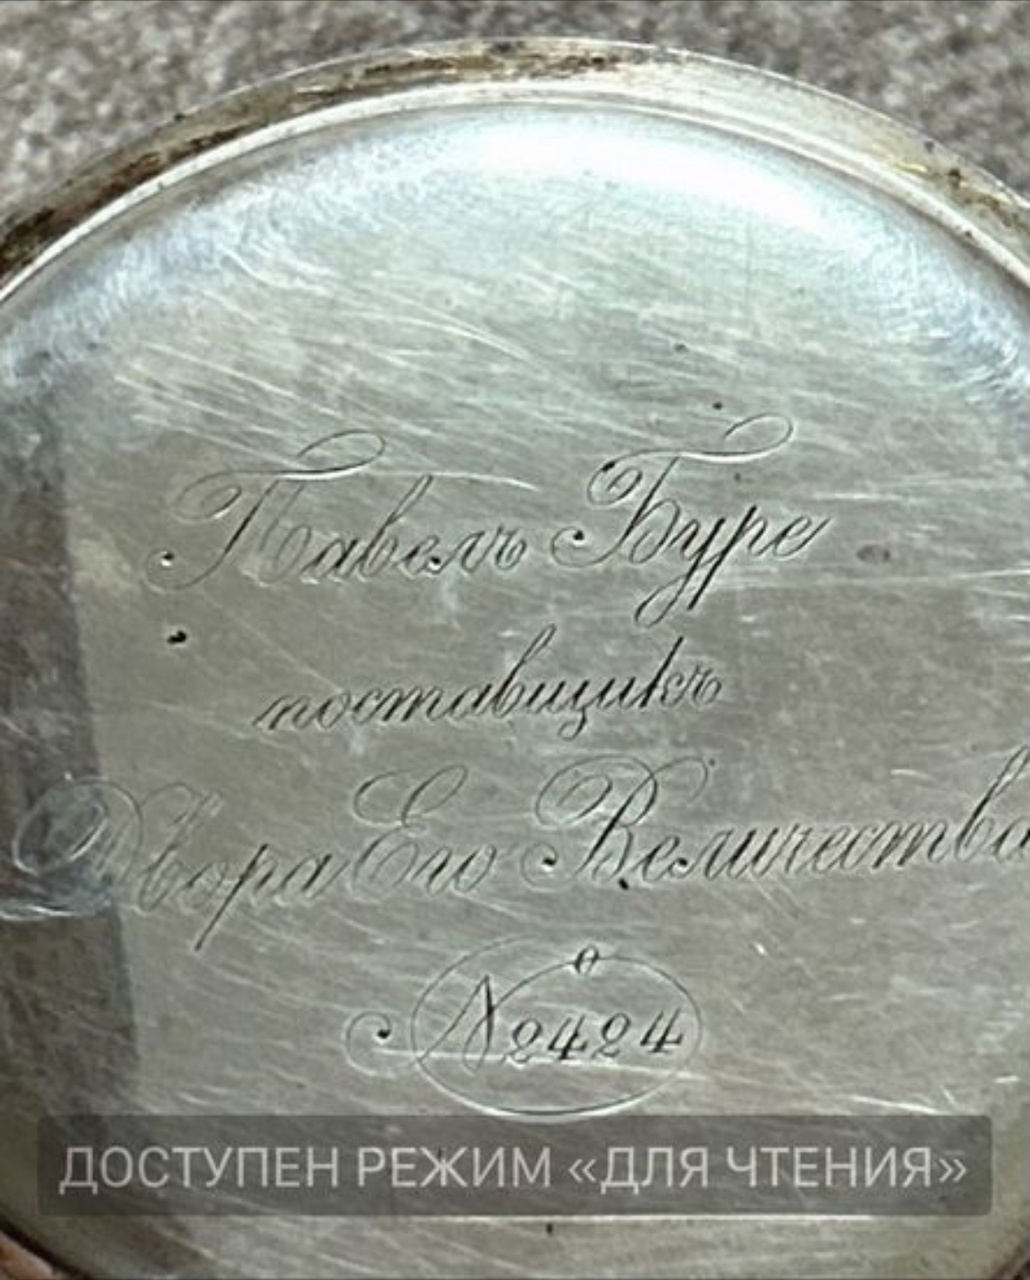 Павелъ Буре
поставщикъ
Двора Его Величества
№ 2424
ДОСТУПЕН РЕЖИМ «ДЛЯ ЧТЕНИЯ»